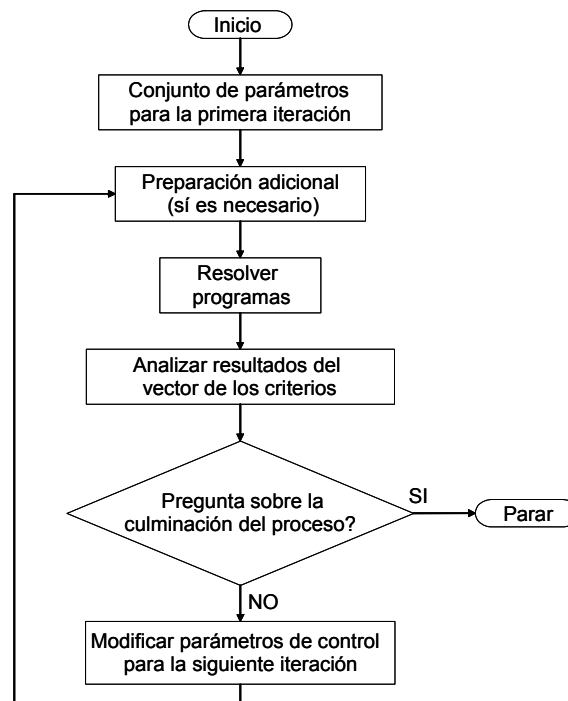 Inicio
Conjunto de parámetros
para la primera iteración
Preparación adicional
(sí es necesario)
Resolver
programas
Analizar resultados del
vector de los criterios
Pregunta sobre la
culminación del proceso?
SI
Parar
NO
Modificar parámetros de control
para la siguiente iteración